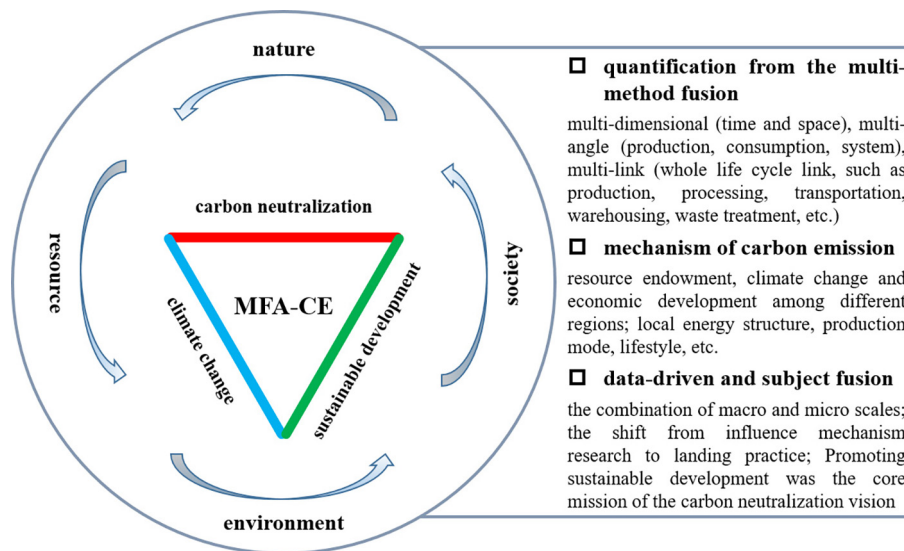 nature
resource
carbon neutralization
MFA-CE
climate change
sustainable development
society
environment
quantification from the multi-
method fusion
multi-dimensional (time and space), multi-
angle (production, consumption, system),
multi-link (whole life cycle link, such as
production, processing, transportation,
warehousing, waste treatment, etc.)
mechanism of carbon emission
resource endowment, climate change and
economic development among different
regions; local energy structure, production
mode, lifestyle, etc.
data-driven and subject fusion
the combination of macro and micro scales;
the shift from influence mechanism
research to landing practice; Promoting
sustainable development was the core
mission of the carbon neutralization vision